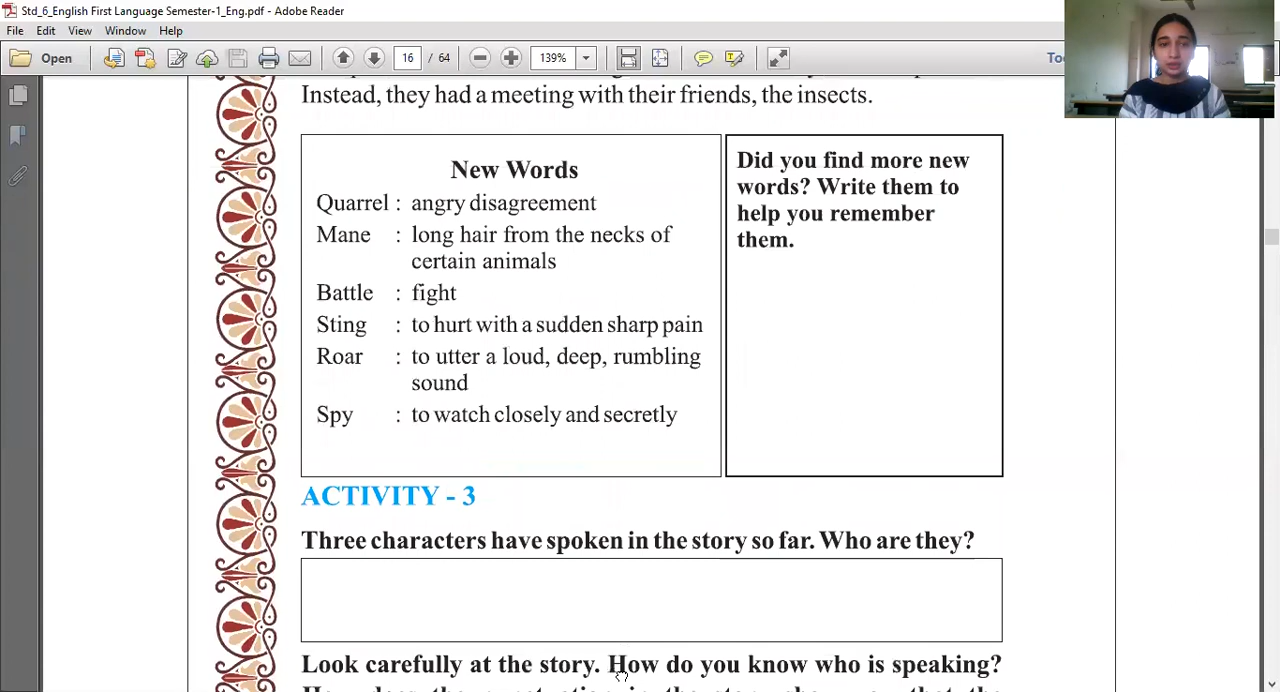 Std_6_English First Language Semester-1_Eng.pdf - Adobe Reader
File Edit View Window Help
Open 16 / 64 139%
Instead, they had a meeting with their friends, the insects.
New Words
Quarrel : angry disagreement
Mane : long hair from the necks of
certain animals
Battle : fight
Sting : to hurt with a sudden sharp pain
Roar : to utter a loud, deep, rumbling
sound
Spy : to watch closely and secretly
Did you find more new
words? Write them to
help you remember
them.
ACTIVITY - 3
Three characters have spoken in the story so far. Who are they?
Look carefully at the story. How do you know who is speaking?